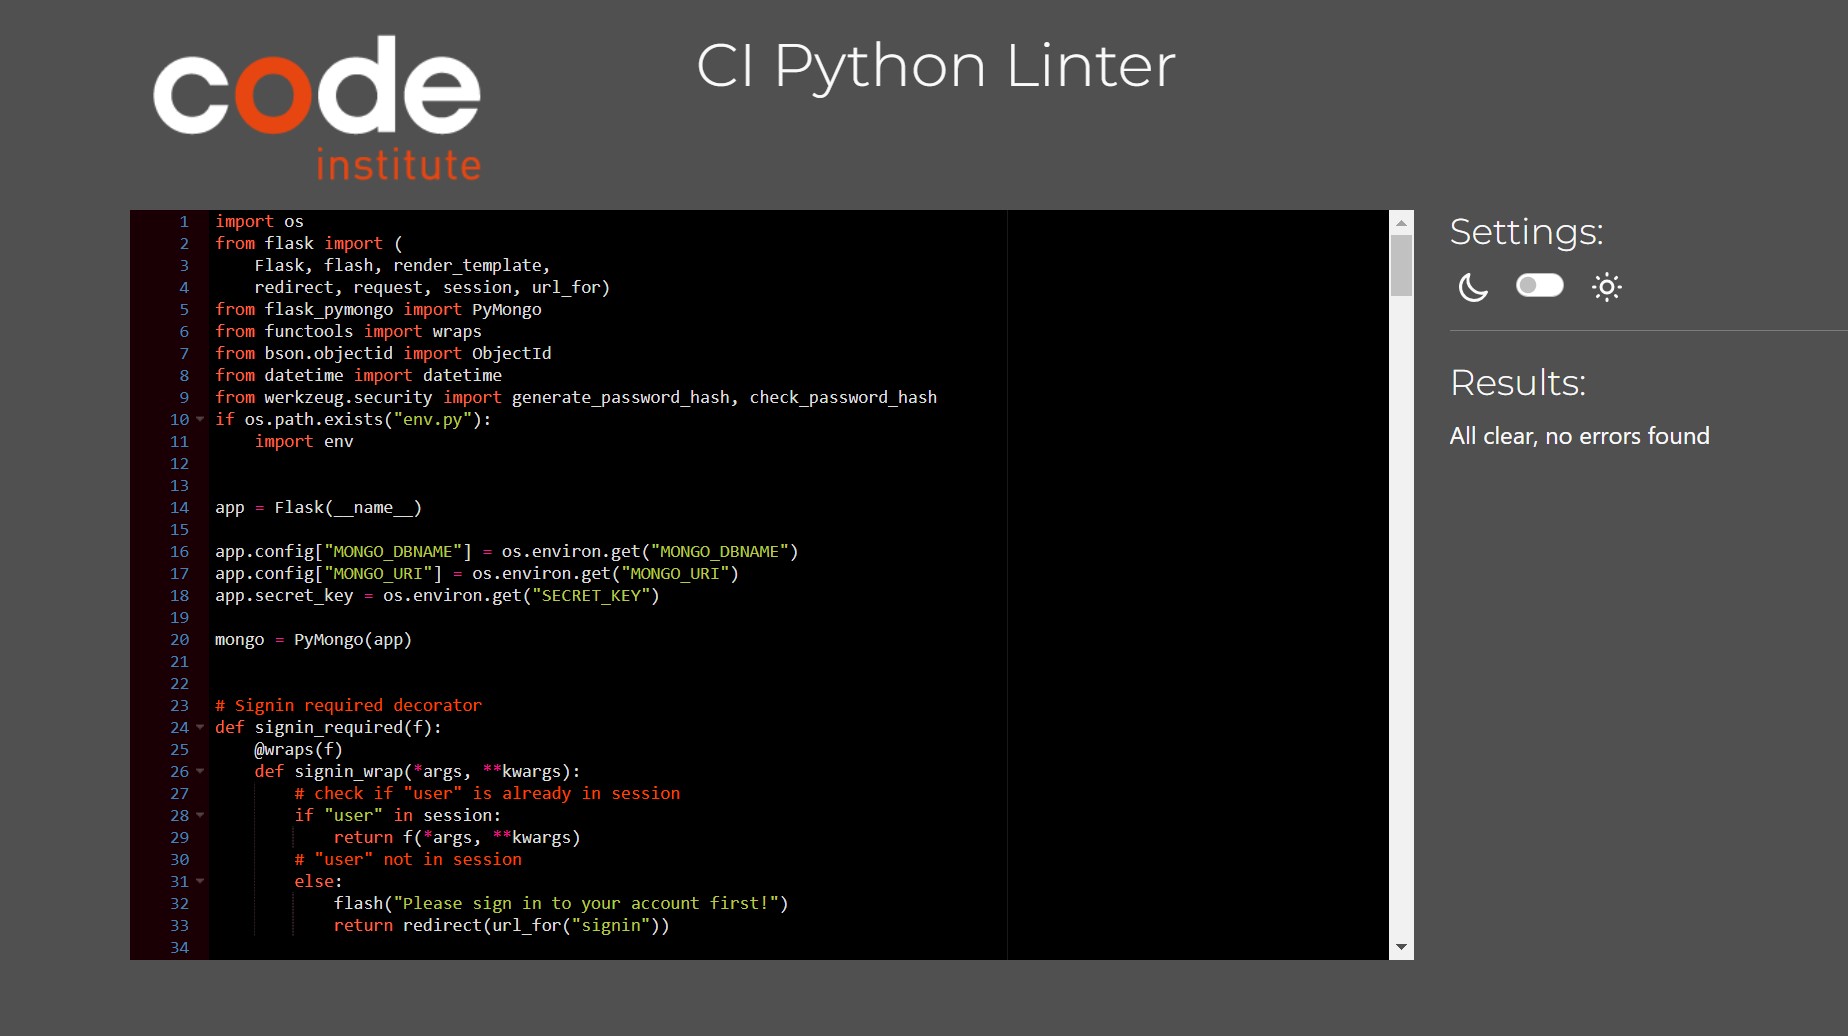 code
institute
CI Python Linter
1 import os
2 from flask import (
3     Flask, flash, render_template,
4     redirect, request, session, url_for)
5 from flask_pymongo import PyMongo
6 from functools import wraps
7 from bson.objectid import ObjectId
8 from datetime import datetime
9 from werkzeug.security import generate_password_hash, check_password_hash
10 if os.path.exists("env.py"):
11     import env
12
13
14 app = Flask(__name__)
15
16 app.config["MONGO_DBNAME"] = os.environ.get("MONGO_DBNAME")
17 app.config["MONGO_URI"] = os.environ.get("MONGO_URI")
18 app.secret_key = os.environ.get("SECRET_KEY")
19
20 mongo = PyMongo(app)
21
22
23 # Signin required decorator
24 def signin_required(f):
25     @wraps(f)
26     def signin_wrap(*args, **kwargs):
27         # check if "user" is already in session
28         if "user" in session:
29             return f(*args, **kwargs)
30         # "user" not in session
31         else:
32             flash("Please sign in to your account first!")
33             return redirect(url_for("signin"))
34
Settings:
Results:
All clear, no errors found